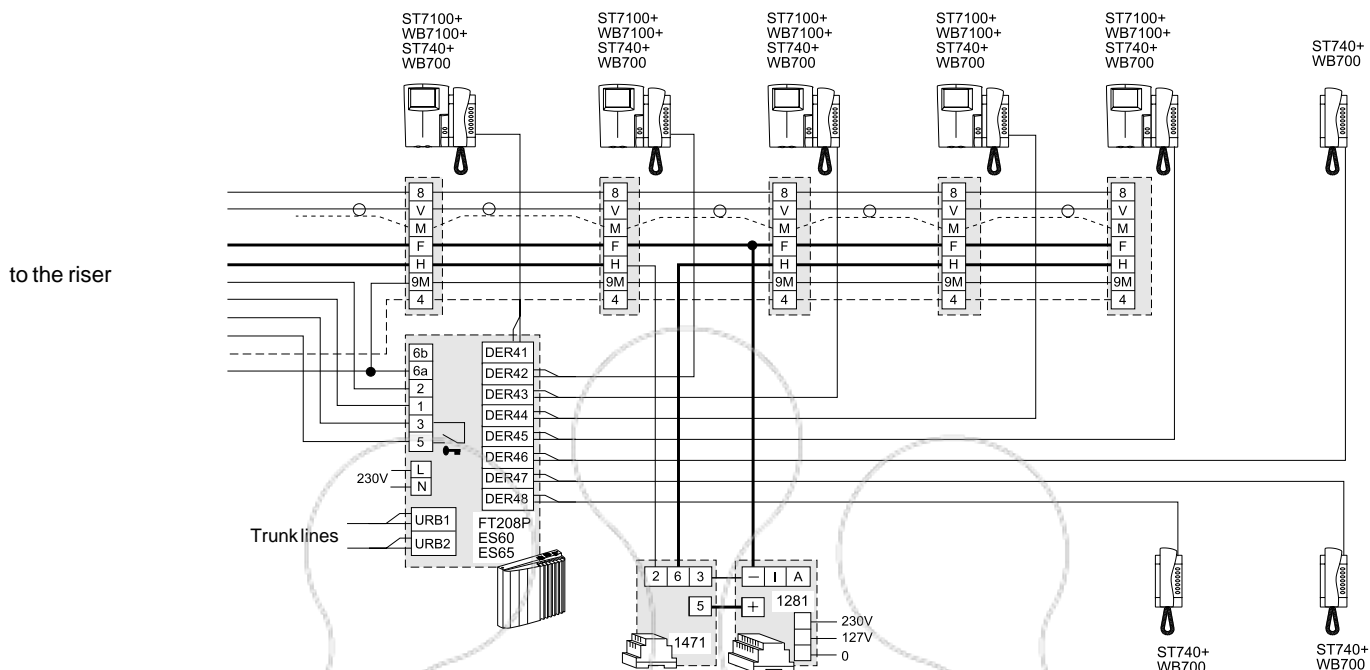 ST7100+
WB7100+
ST740+
WB700
ST7100+
WB7100+
ST740+
WB700
ST7100+
WB7100+
ST740+
WB700
ST7100+
WB7100+
ST740+
WB700
ST7100+
WB7100+
ST740+
WB700
ST740+
WB700
8
V
M
F
H
9M
4
8
V
M
F
H
9M
4
8
V
M
F
H
9M
4
8
V
M
F
H
9M
4
8
V
M
F
H
9M
4
to the riser
6b
6a
2
1
3
5
L
N
230V
URB1
URB2
Trunk lines
DER41
DER42
DER43
DER44
DER45
DER46
DER47
DER48
FT208P
ES60
ES65
2 6 3
5
1471
– I A
+
1281
230V
127V
0
ST740+
WB700
ST740+
WB700